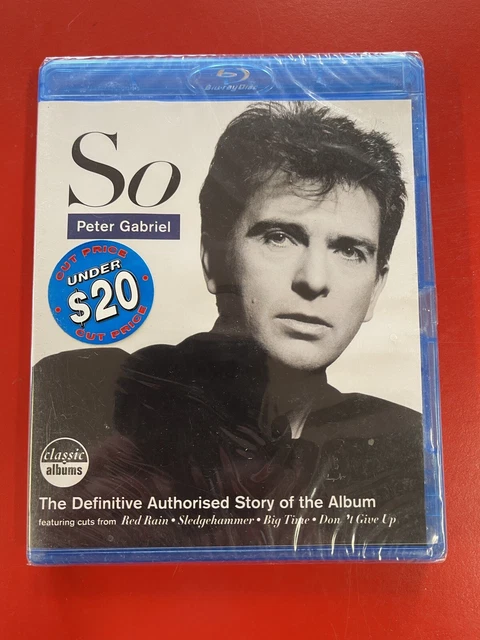 Blu-ray Disc
So
Peter Gabriel
CUT PRICE
UNDER
$20
CUT PRICE
classic
albums
The Definitive Authorised Story of the Album
featuring cuts from Red Rain • Sledgehammer • Big Time • Don't Give Up